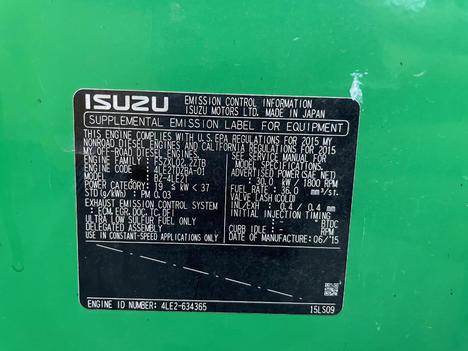 ISUZU EMISSION CONTROL INFORMATION
ISUZU MOTORS LTD. MADE IN JAPAN
SUPPLEMENTAL EMISSION LABEL FOR EQUIPMENT
THIS ENGINE COMPLIES WITH U.S.EPA REGULATIONS FOR 2015 MY
NONROAD DIESEL ENGINES AND CALIFORNIA REGULATIONS FOR 2015
MY OFF-ROAD DIESEL ENGINES.
ENGINE FAMILY : FSZXL02.2ZTB
ENGINE CODE : 4LE2TDZBA-01
: BZ-4LE2T
POWER CATEGORY : 19 ≤ kW < 37
STD (g/kWh) : PM 0.03
EXHAUST EMISSION CONTROL SYSTEM
: ECM, EGR, DOC, TC, DFI
ULTRA LOW SULFUR FUEL ONLY
DELEGATED ASSEMBLY
USE IN CONSTANT-SPEED APPLICATIONS ONLY
SEE SERVICE MANUAL FOR
MODEL SPECIFICATIONS.
ADVERTISED POWER(SAE NET)
kW / 1800 RPM
FUEL RATE: 36.0 mm³/st.
VALVE LASH(COLD)
IN/EXH : 0.4/0.4 mm
INITIAL INJECTION TIMING
: - BTDC
CURB IDLE: - RPM
DATE OF MANUFACTURE: 06/'15
ENGINE ID NUMBER: 4LE2-634365
15LS09